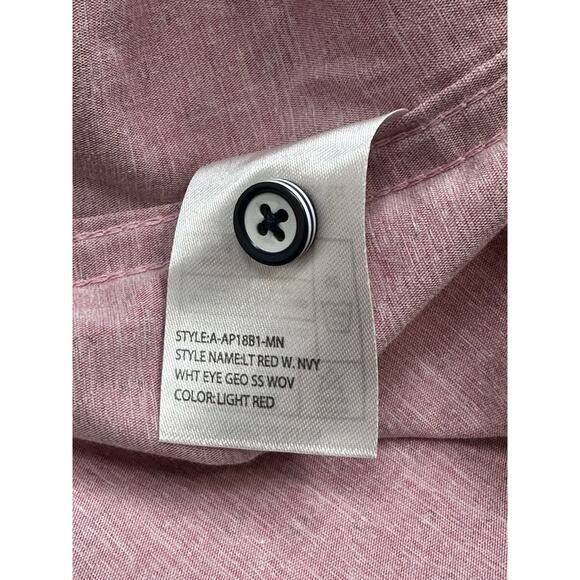 STYLE:A-AP18B1-MN
STYLE NAME:LT RED W. NVY
WHT EYE GEO SS WOV
COLOR: LIGHT RED